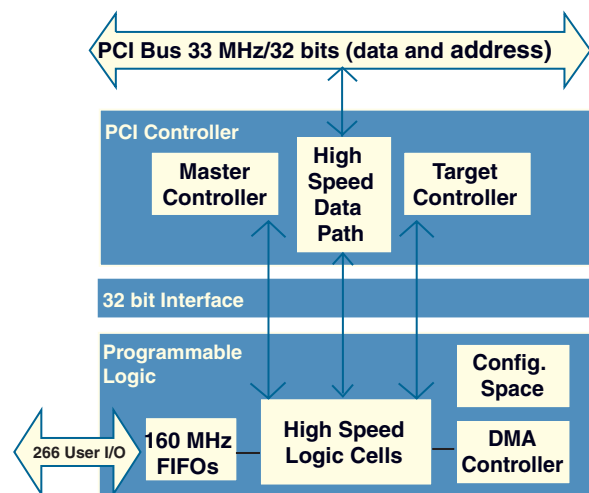 PCI Bus 33 MHz/32 bits (data and address)
PCI Controller
Master
Controller
High
Speed
Data
Path
Target
Controller
32 bit Interface
Programmable
Logic
Config.
Space
266 User I/O
160 MHz
FIFOs
High Speed
Logic Cells
DMA
Controller